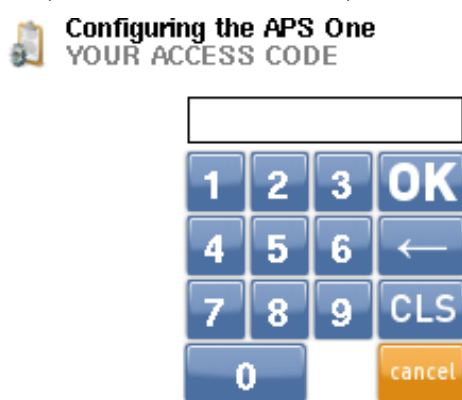 Configuring the APS One
YOUR ACCESS CODE
1 2 3 OK
4 5 6 ←
7 8 9 CLS
0 cancel